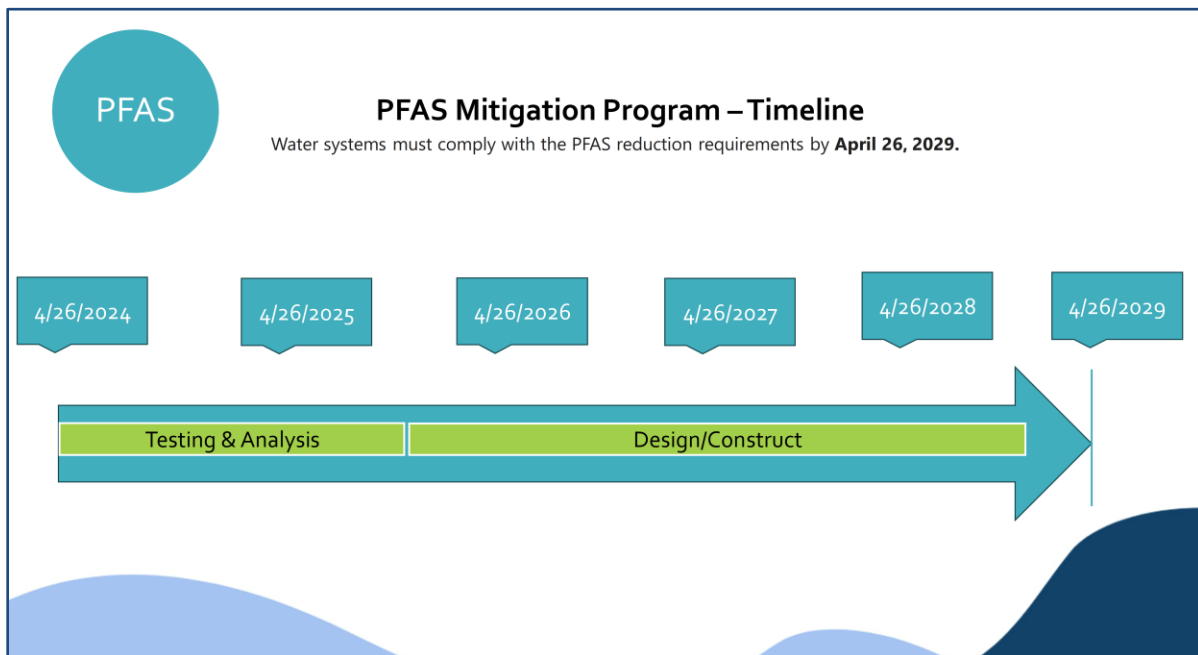 PFAS
PFAS Mitigation Program – Timeline
Water systems must comply with the PFAS reduction requirements by April 26, 2029.
4/26/2024
4/26/2025
4/26/2026
4/26/2027
4/26/2028
4/26/2029
Testing & Analysis
Design/Construct